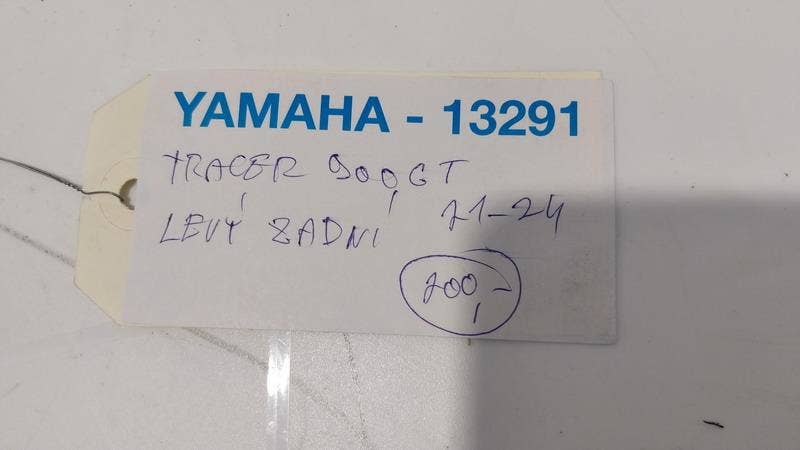 YAMAHA - 13291
TRACER 900GT
LEVÝ ZADNÍ 21-24
200,-